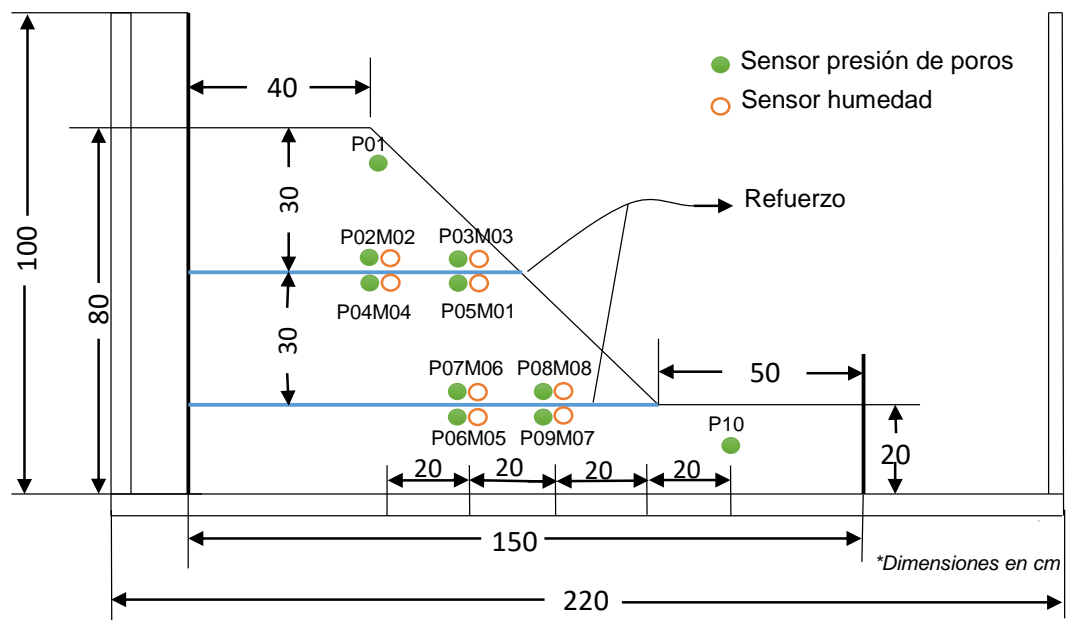 Sensor presión de poros
Sensor humedad
40
P01
Refuerzo
30
100
80
P02M02 P03M03
P04M04 P05M01
30
P07M06 P08M08
50
P06M05 P09M07
P10
20
20 20 20 20
150
*Dimensiones en cm
220